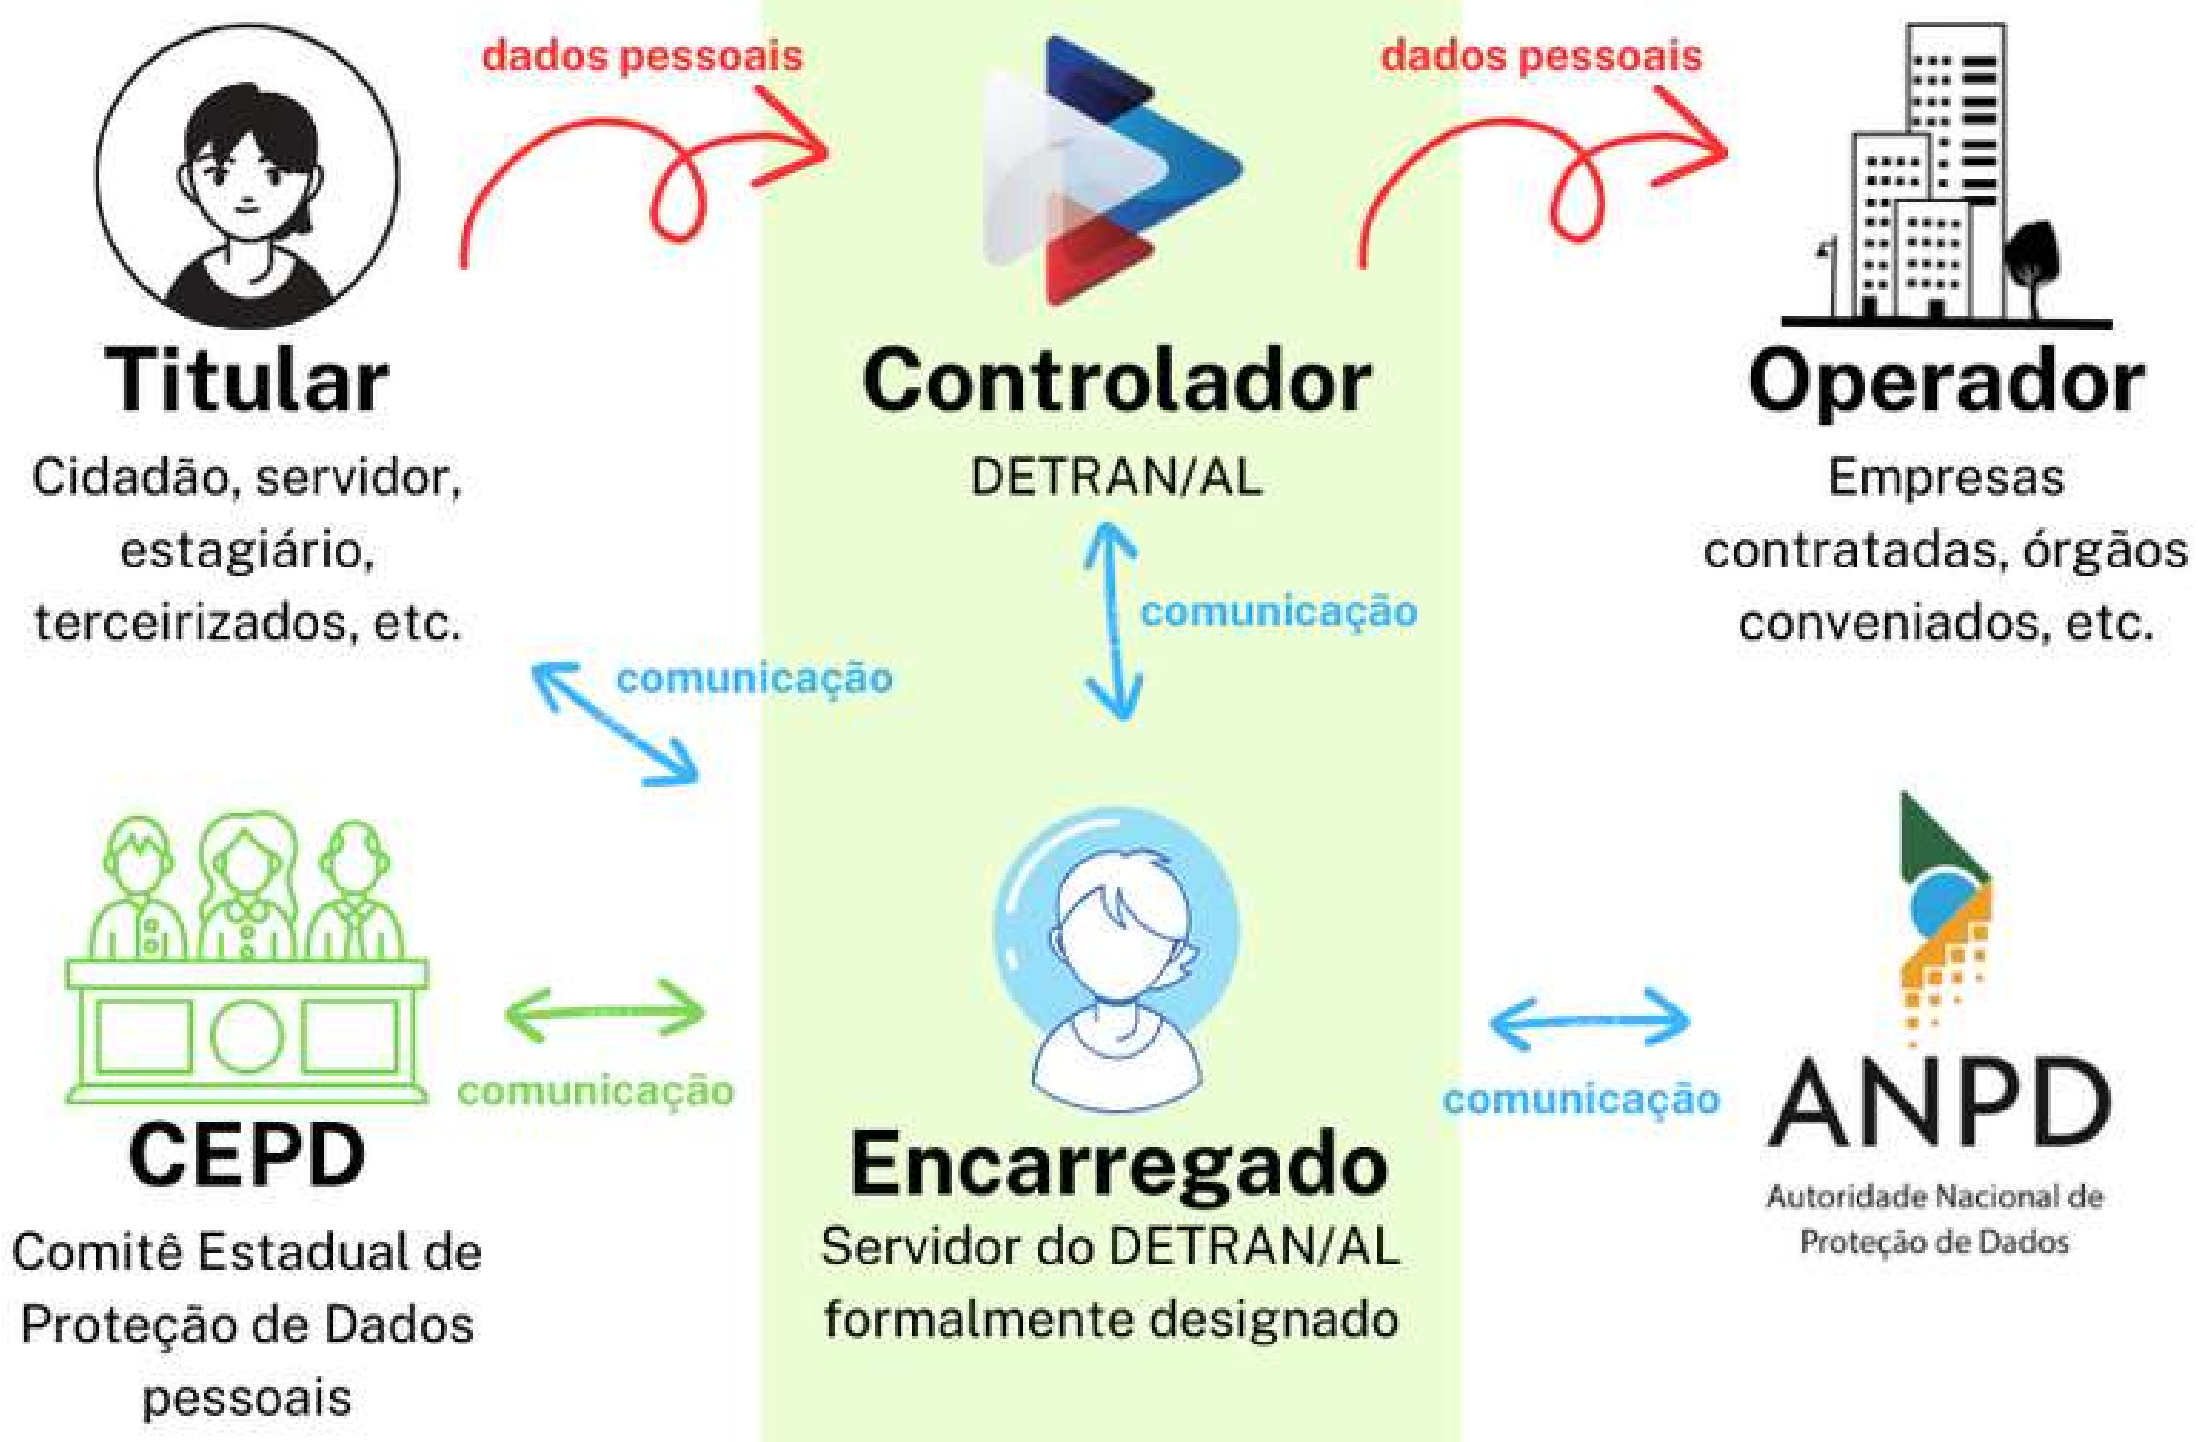 dados pessoais
dados pessoais
Titular
Cidadão, servidor,
estagiário,
terceirizados, etc.
Controlador
DETRAN/AL
Operador
Empresas
contratadas, órgãos
conveniados, etc.
comunicação
comunicação
comunicação
CEPD
Comitê Estadual de
Proteção de Dados
pessoais
Encarregado
Servidor do DETRAN/AL
formalmente designado
comunicação
ANPD
Autoridade Nacional de
Proteção de Dados